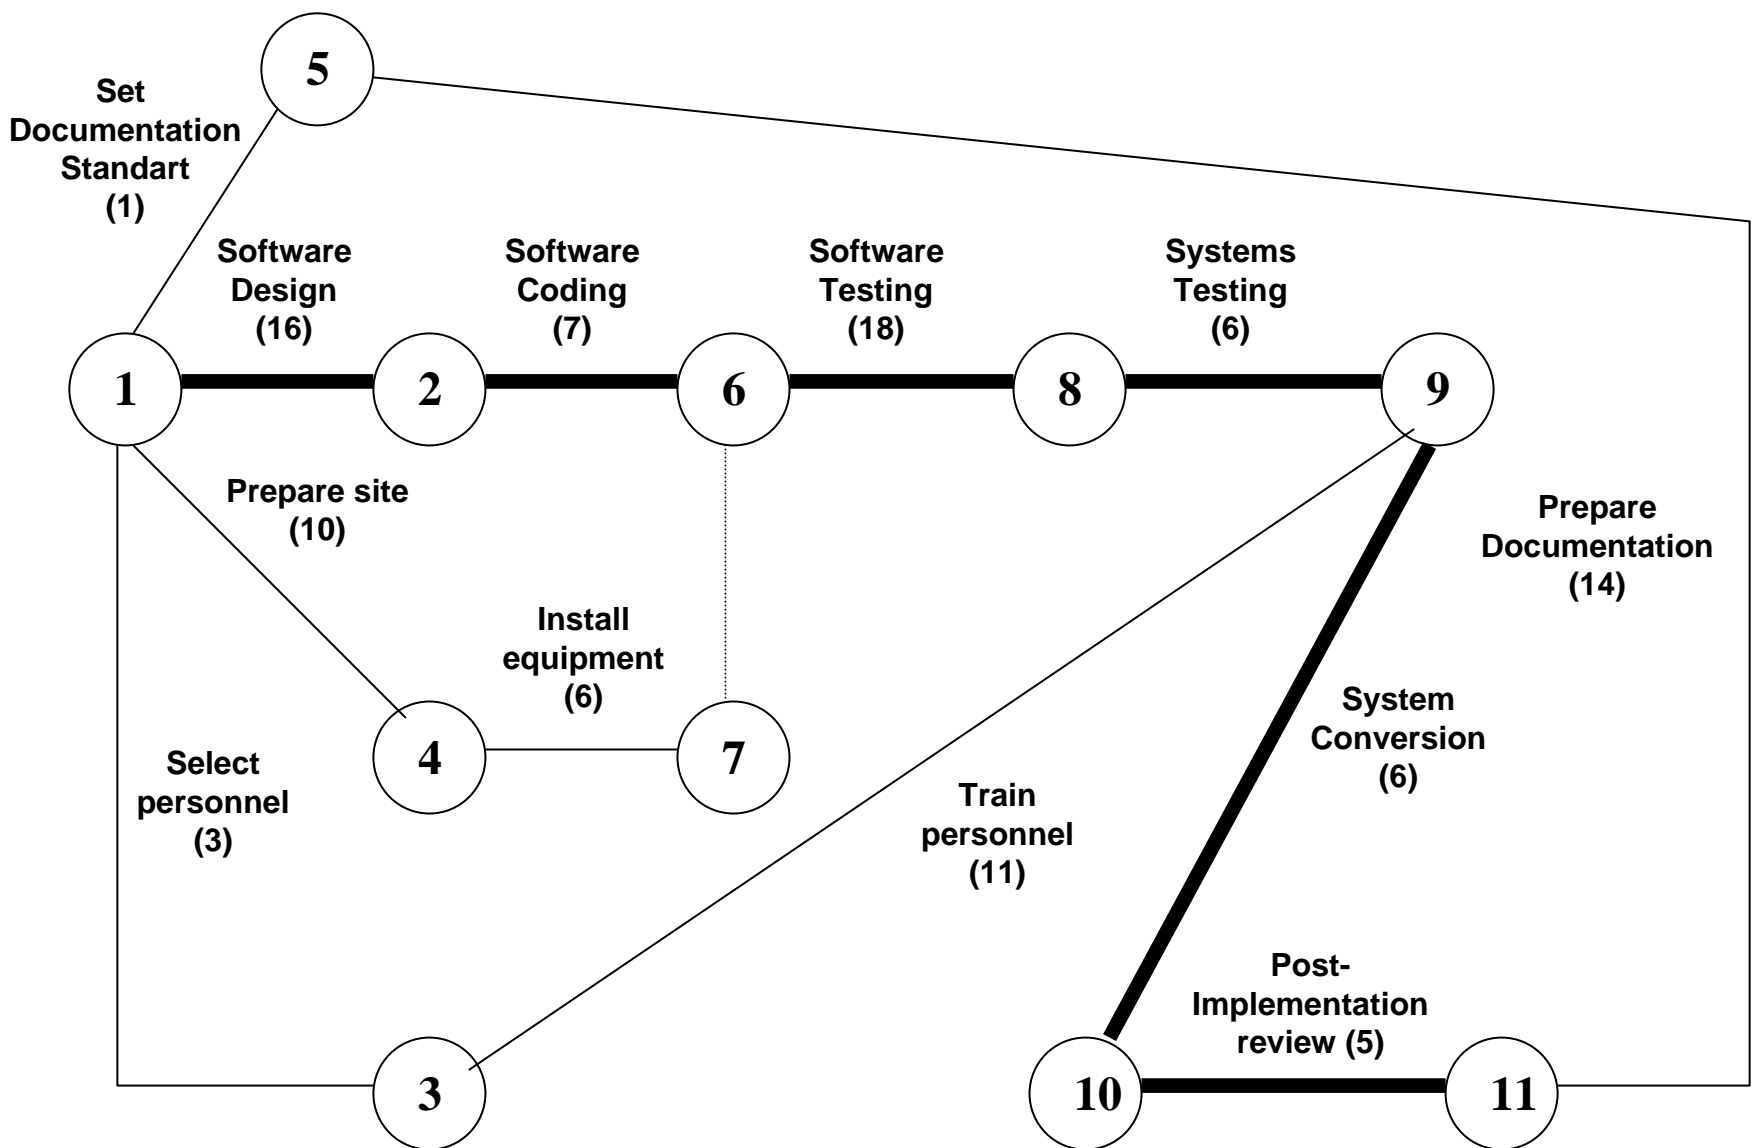 5
Set
Documentation
Standart
(1)
Software
Design
(16)
Software
Coding
(7)
Software
Testing
(18)
Systems
Testing
(6)
1
2
6
8
9
Prepare site
(10)
Prepare
Documentation
(14)
Install
equipment
(6)
System
Conversion
(6)
Select
personnel
(3)
4
7
Train
personnel
(11)
Post-
Implementation
review (5)
3
10
11